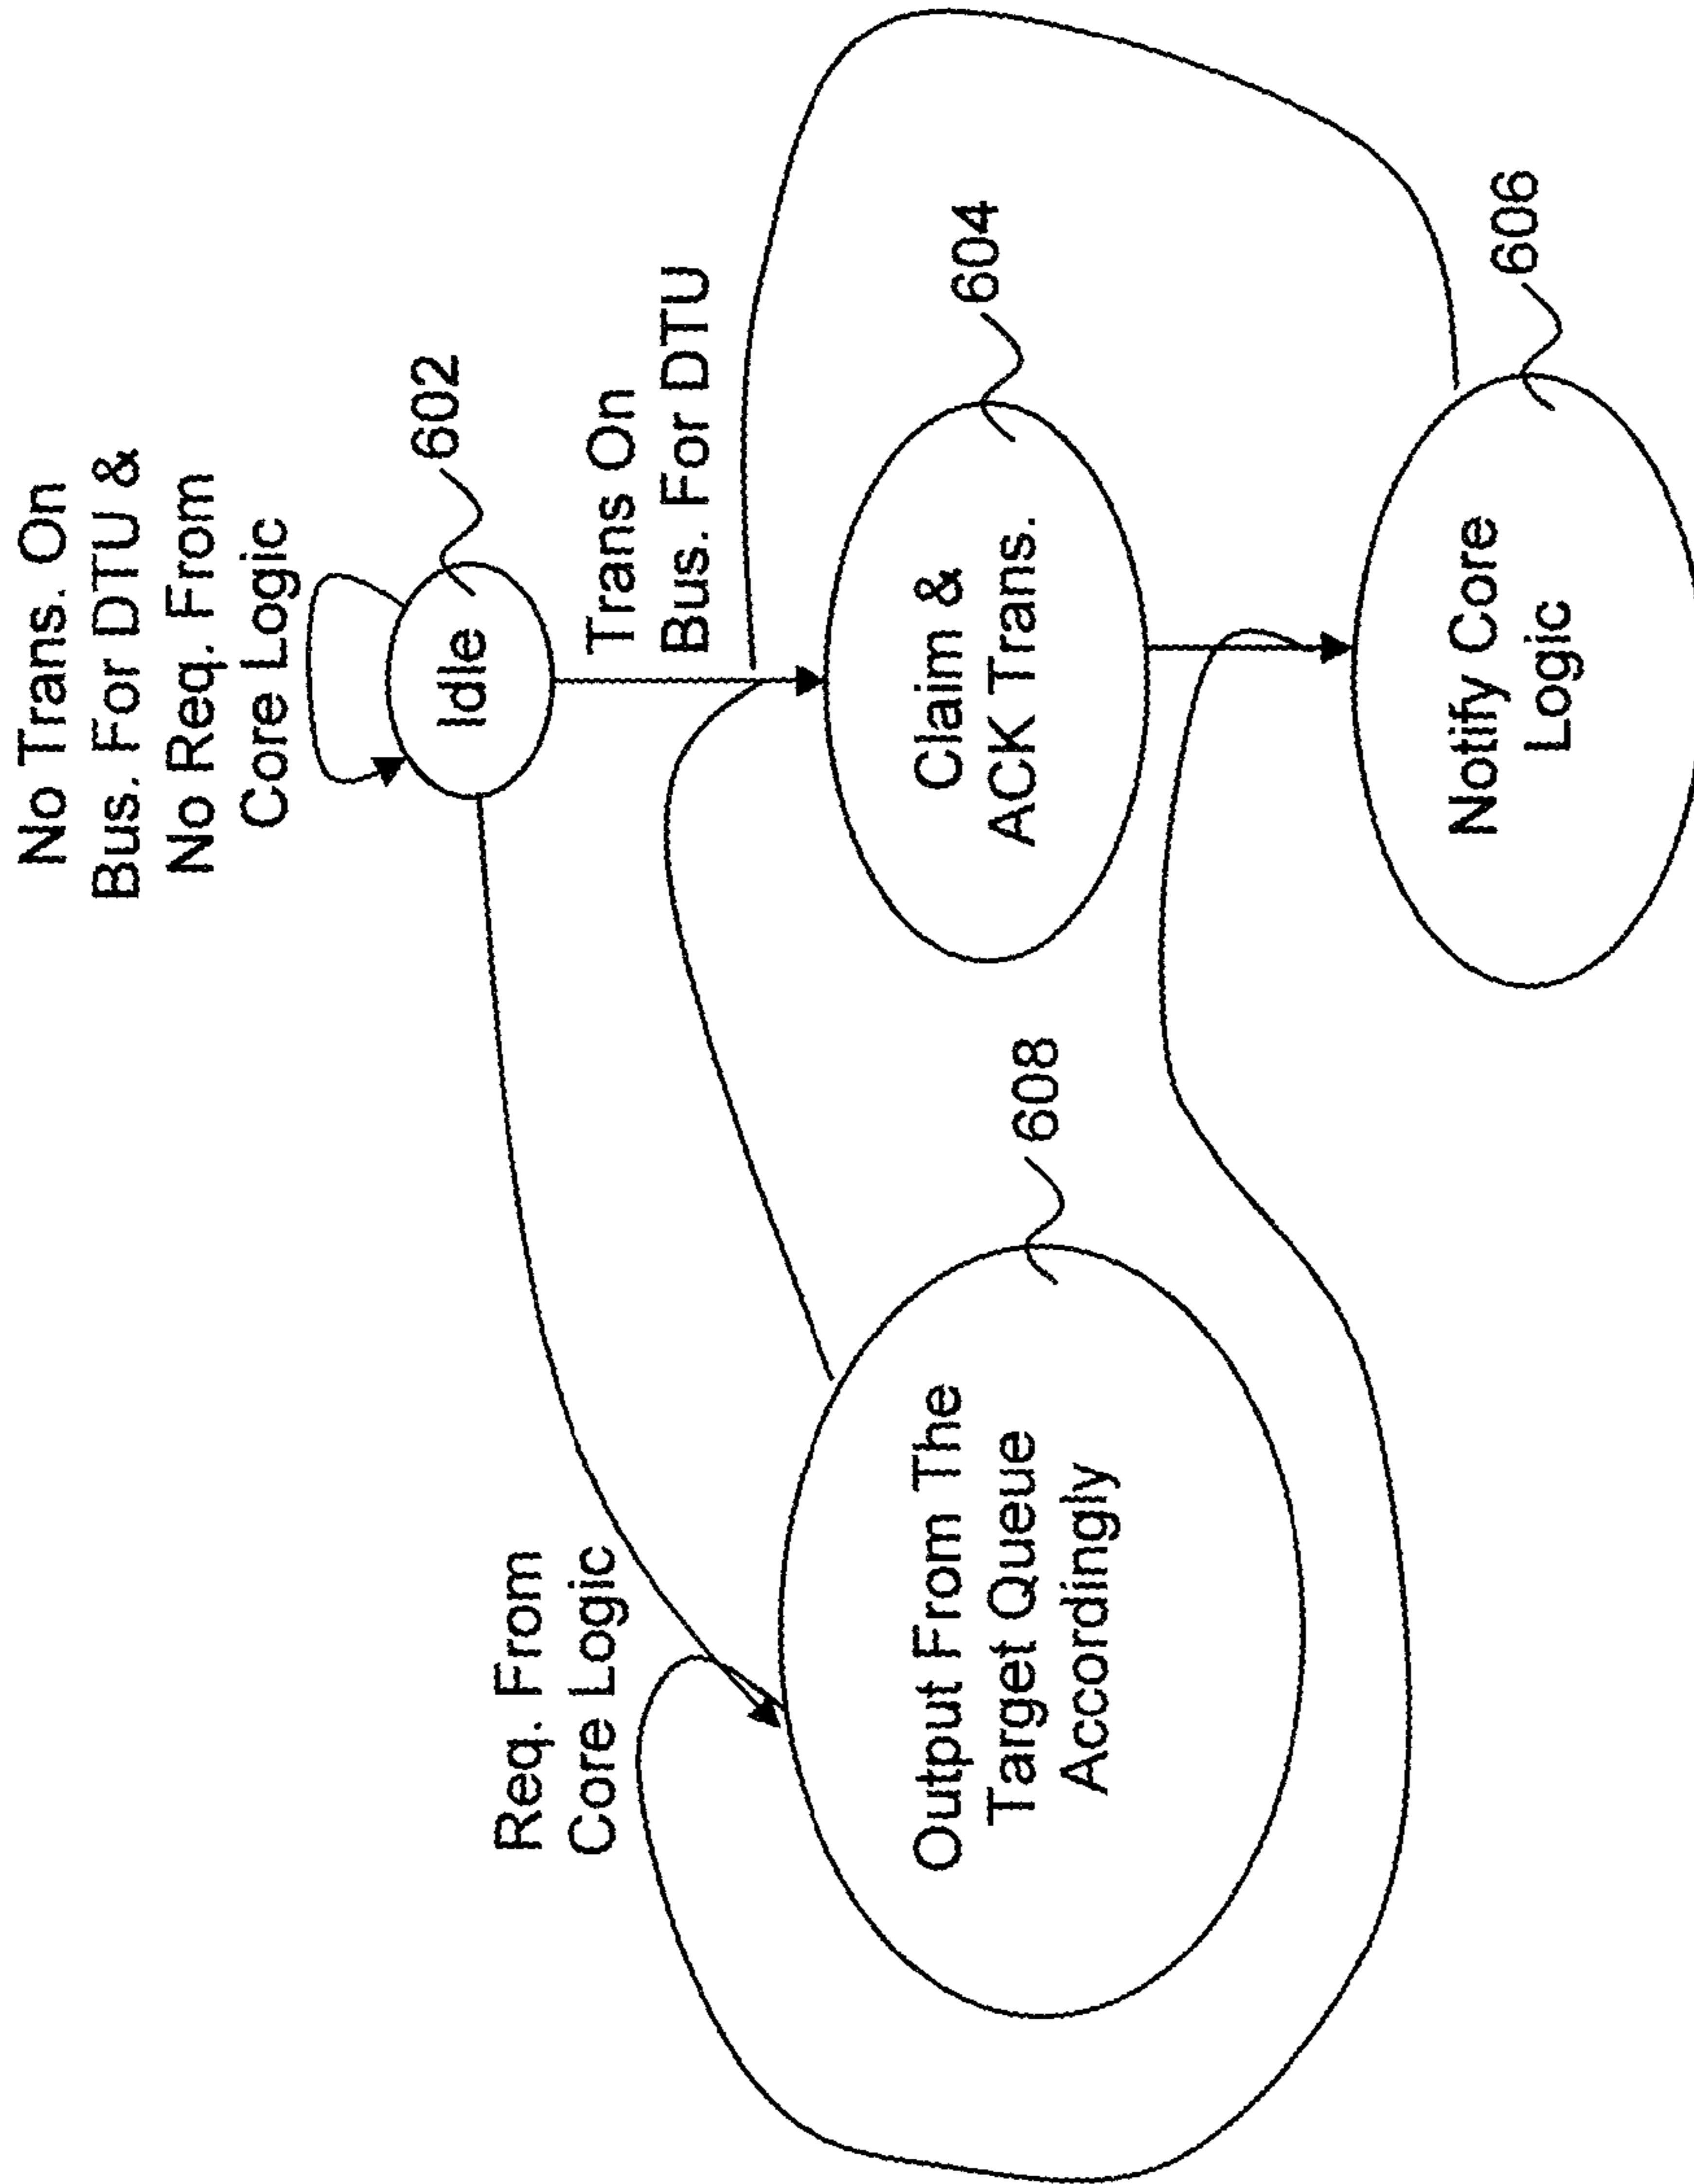 No Trans. On
Bus. For DTU &
No Req. From
Core Logic
602
Idle
Trans On
Bus. For DTU
Req. From
Core Logic
604
Claim &
ACK Trans.
608
Output From The
Target Queue
Accordingly
606
Notify Core
Logic